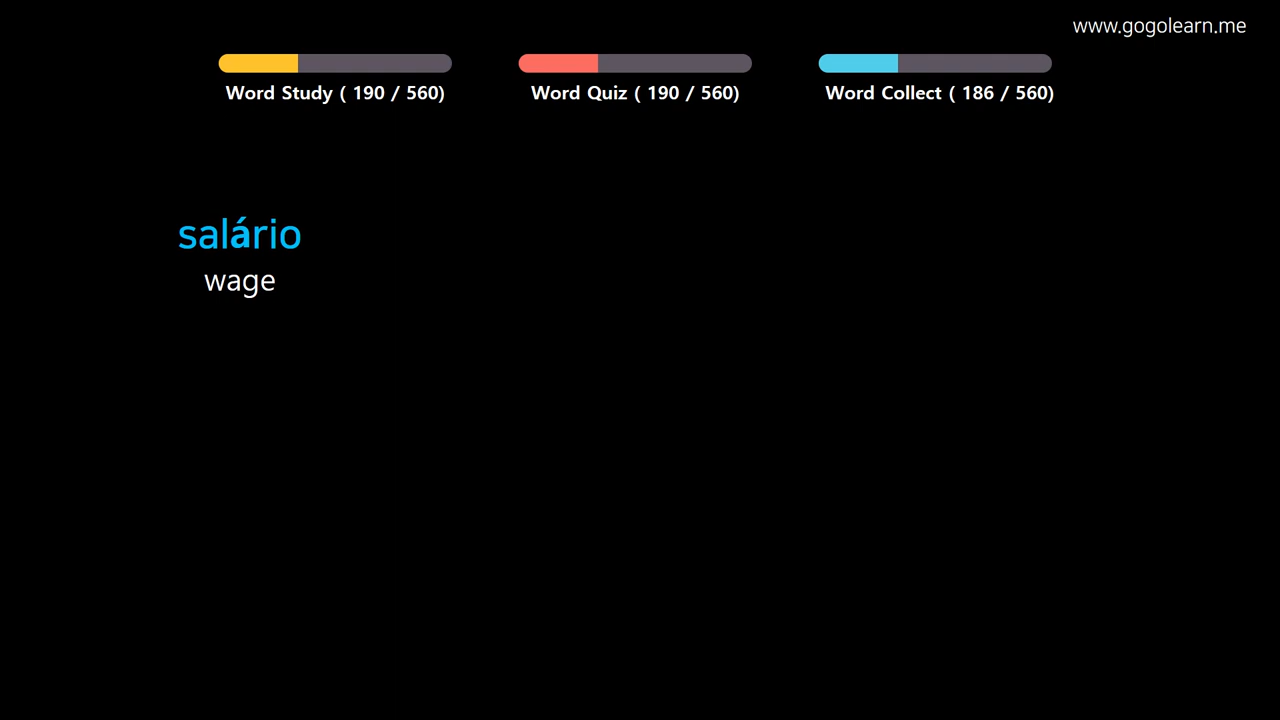 www.gogolearn.me
Word Study ( 190 / 560)
Word Quiz ( 190 / 560)
Word Collect ( 186 / 560)
salário
wage